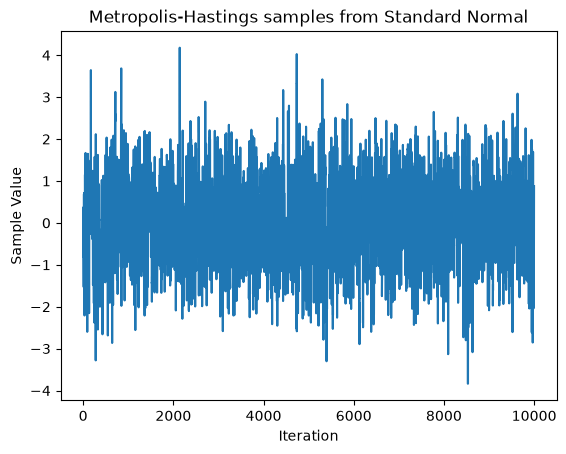 Metropolis-Hastings samples from Standard Normal
4
3
2
1
0
−1
−2
−3
−4
Sample Value
0 2000 4000 6000 8000 10000
Iteration